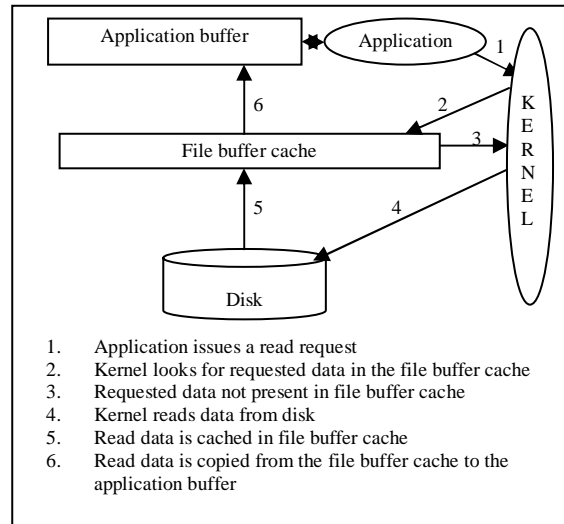 Application buffer
Application
1
6
2
K
E
R
N
E
L
3
File buffer cache
5
4
Disk
1. Application issues a read request
2. Kernel looks for requested data in the file buffer cache
3. Requested data not present in file buffer cache
4. Kernel reads data from disk
5. Read data is cached in file buffer cache
6. Read data is copied from the file buffer cache to the
application buffer